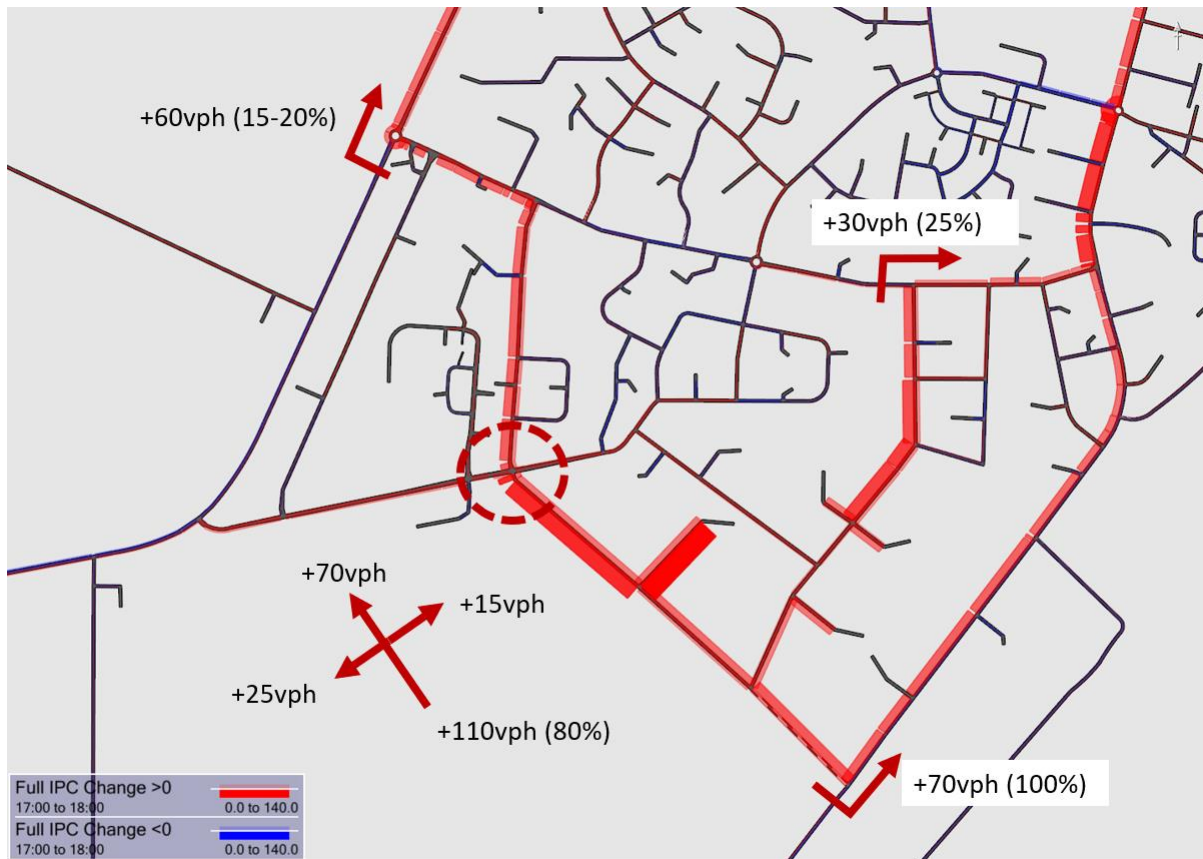 +60vph (15-20%)
+30vph (25%)
+70vph
+15vph
+25vph
+110vph (80%)
+70vph (100%)
Full IPC Change >0
17:00 to 18:00 0.0 to 140.0
Full IPC Change <0
17:00 to 18:00 0.0 to 140.0